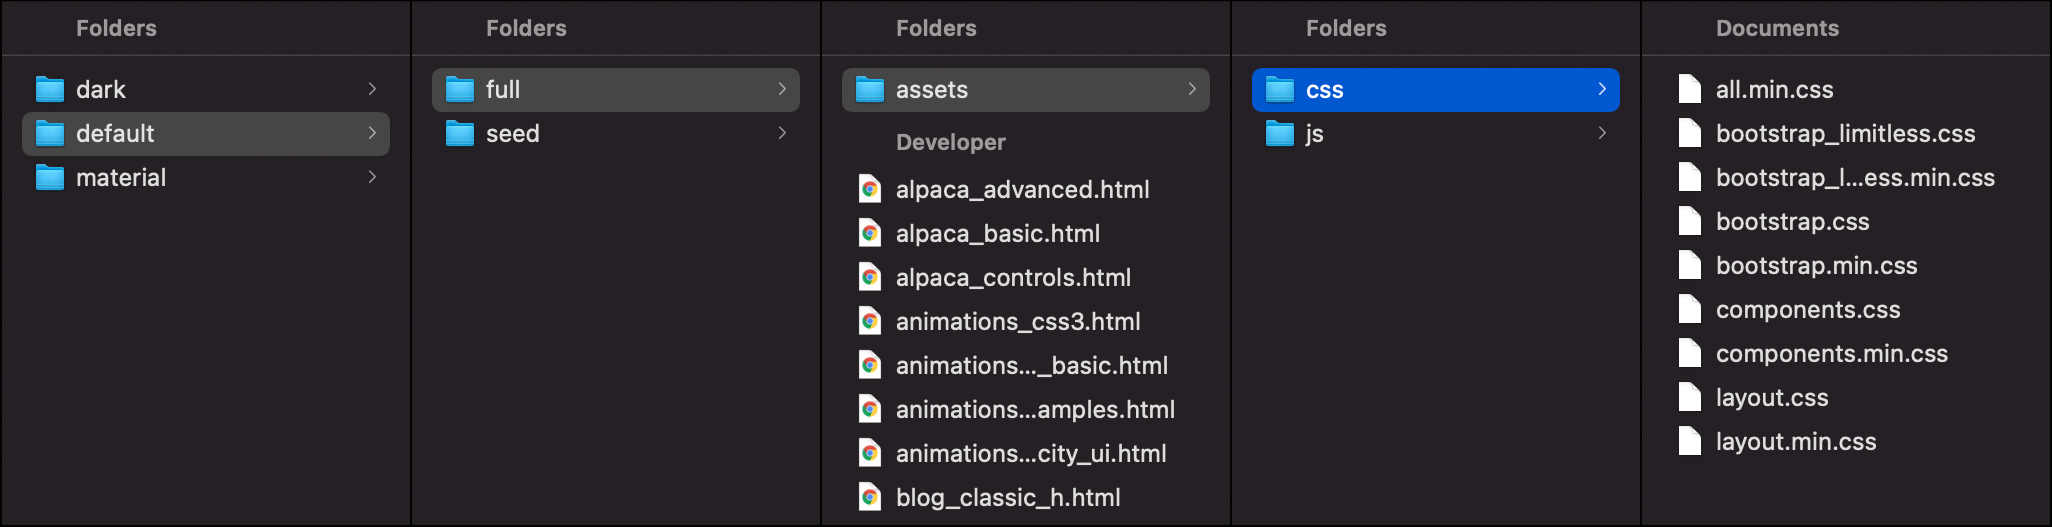 Folders
dark
default
material
Folders
full
seed
Folders
assets
Developer
alpaca_advanced.html
alpaca_basic.html
alpaca_controls.html
animations_css3.html
animations..._basic.html
animations...amples.html
animations...city_ui.html
blog_classic_h.html
Folders
css
js
Documents
all.min.css
bootstrap_limitless.css
bootstrap_l...ess.min.css
bootstrap.css
bootstrap.min.css
components.css
components.min.css
layout.css
layout.min.css